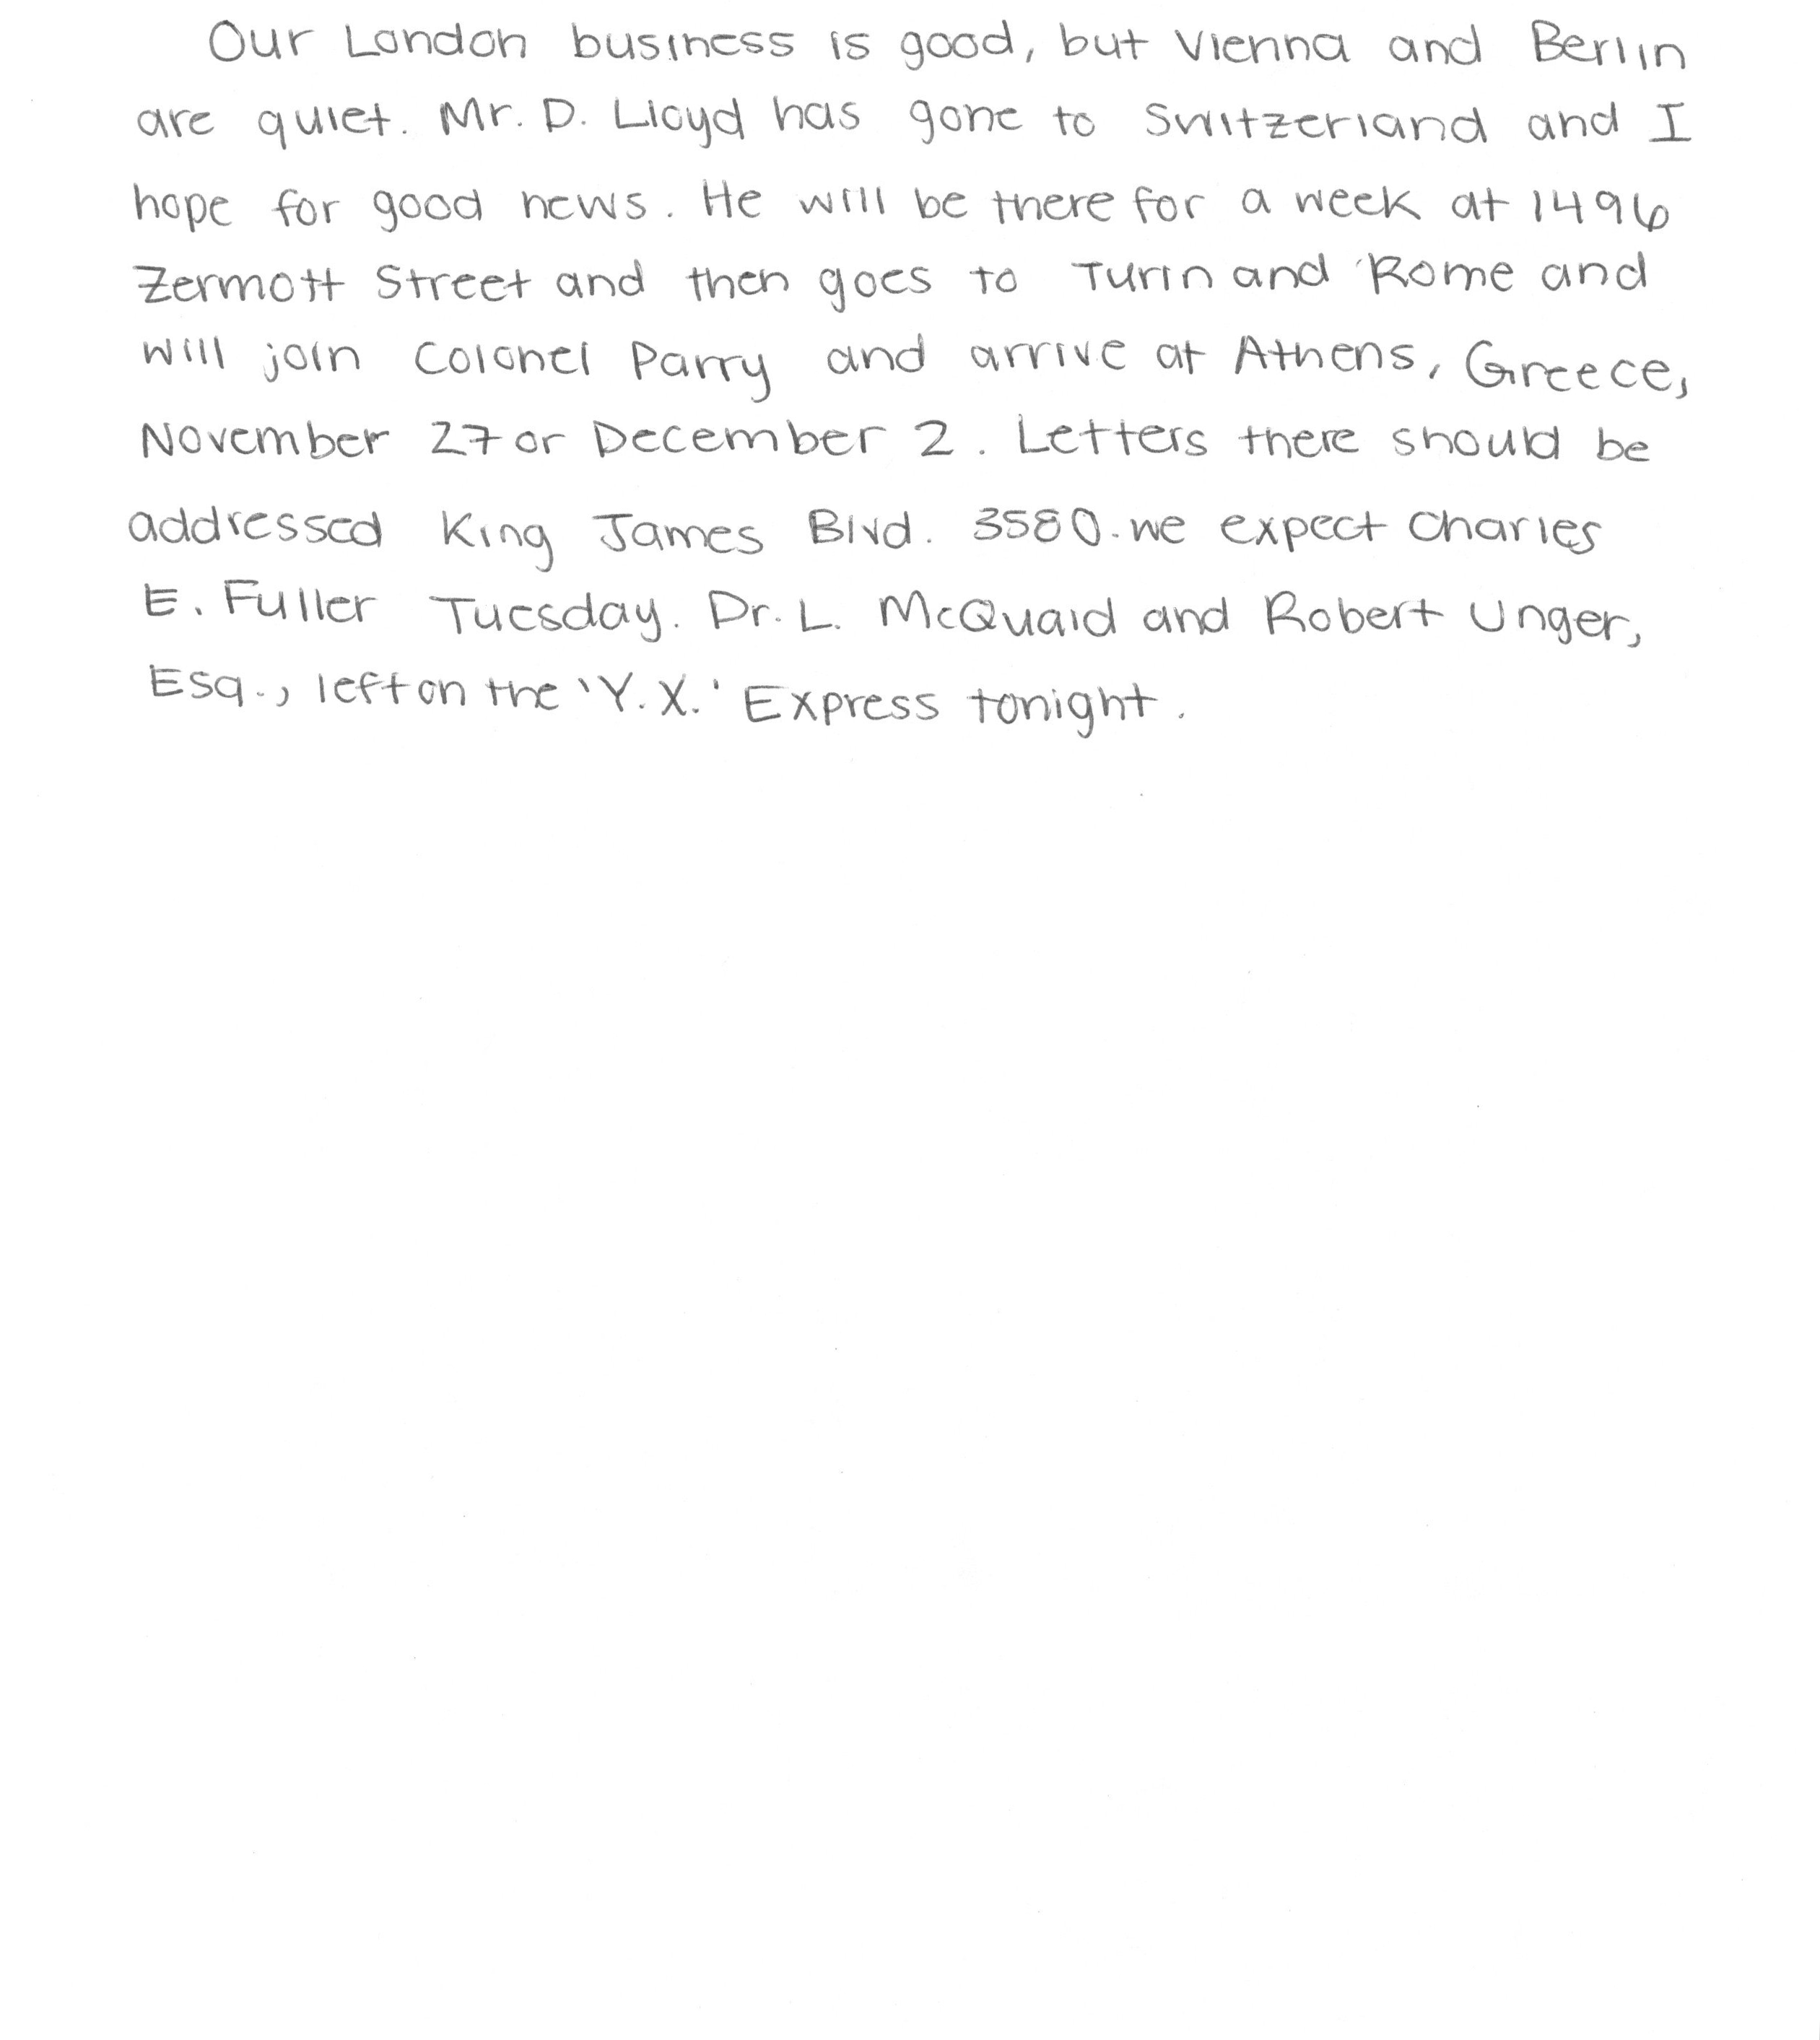 Our London business is good, but Vienna and Berlin
are quiet. Mr. D. Lloyd has gone to Switzerland and I
hope for good news. He will be there for a week at 1496
Zermott Street and then goes to Turin and Rome and
will join Colonel Parry and arrive at Athens, Greece,
November 27 or December 2. Letters there should be
addressed King James Blvd. 3580. We expect Charles
E. Fuller Tuesday. Dr. L. McQuaid and Robert Unger,
Esq., left on the 'Y.X.' Express tonight.